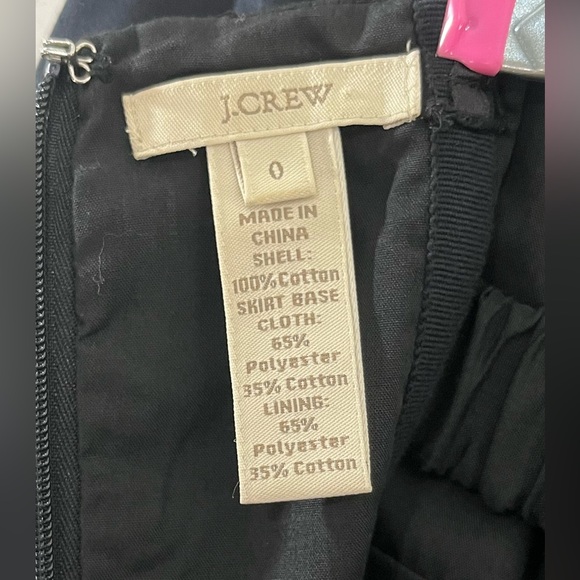 J.CREW
0
MADE IN
CHINA
SHELL:
100% Cotton
SKIRT BASE
CLOTH:
65%
Polyester
35% Cotton
LINING:
65%
Polyester
35% Cotton